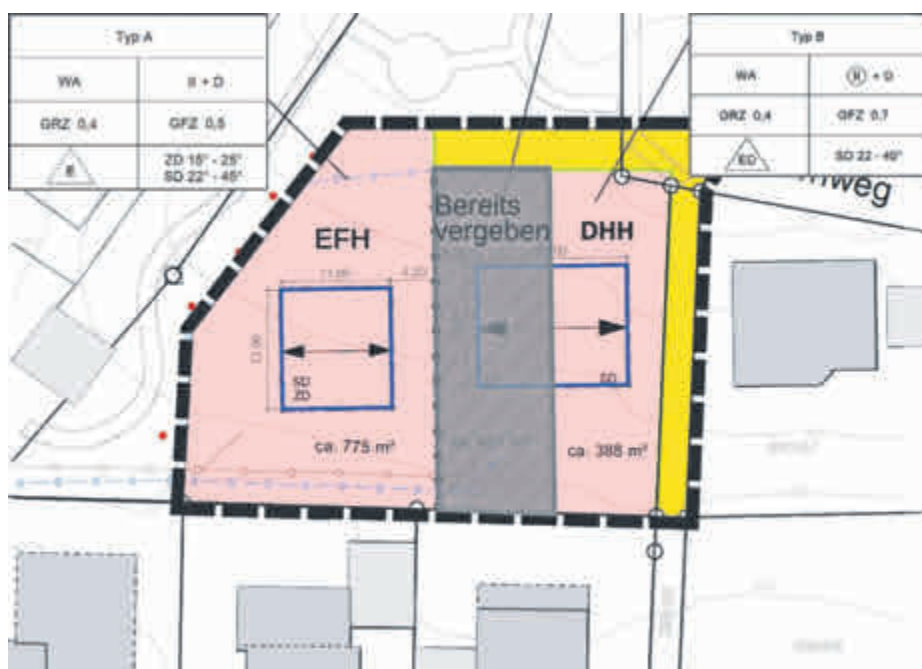 Typ A
WA
II + D
GRZ 0,4
GFZ 0,5
E
ZD 15° - 25°
SD 22° - 45°
Typ B
WA
II + D
GRZ 0,4
GFZ 0,7
ED
SD 22 - 45°
Bereits
vergeben
EFH
DHH
SD
ZD
SD
ca. 775 m²
ca. 388 m²